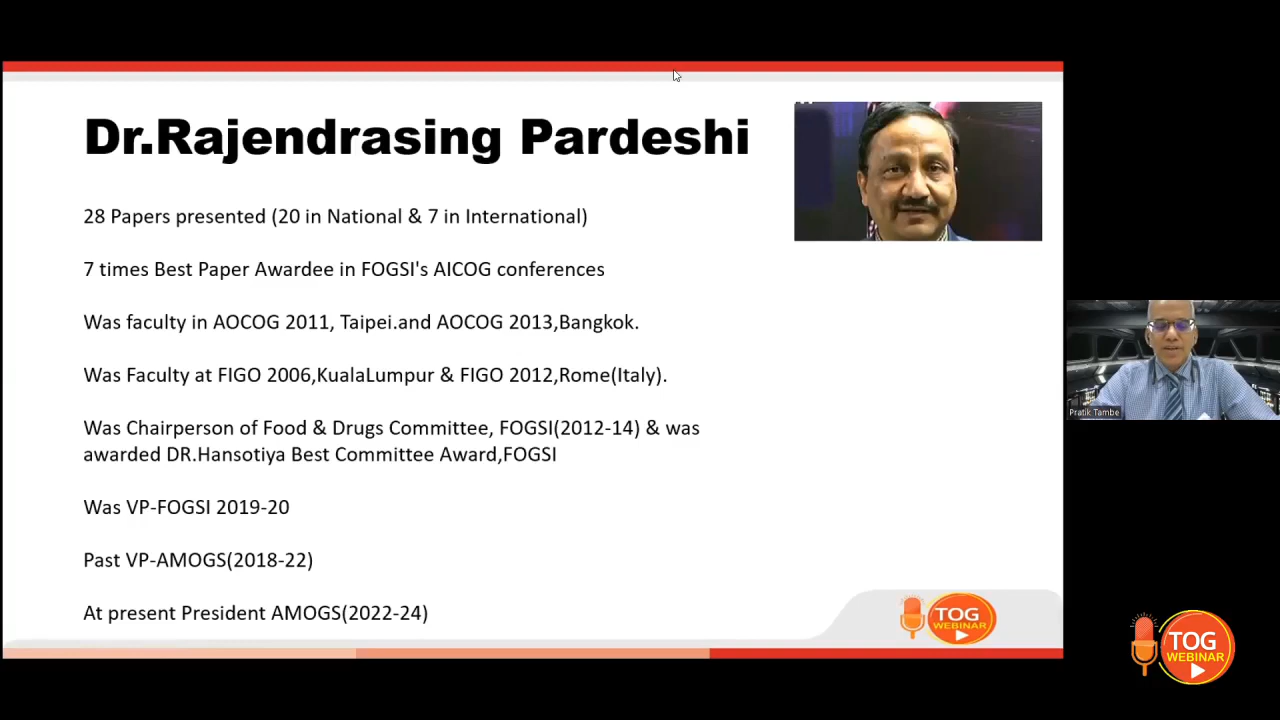 Dr.Rajendrasing Pardeshi
28 Papers presented (20 in National & 7 in International)
7 times Best Paper Awardee in FOGSI's AICOG conferences
Was faculty in AOCOG 2011, Taipei.and AOCOG 2013,Bangkok.
Was Faculty at FIGO 2006,KualaLumpur & FIGO 2012,Rome(Italy).
Was Chairperson of Food & Drugs Committee, FOGSI(2012-14) & was
awarded DR.Hansotiya Best Committee Award,FOGSI
Was VP-FOGSI 2019-20
Past VP-AMOGS(2018-22)
At present President AMOGS(2022-24)
TOG
WEBINAR
Pratik Tambe
TOG
WEBINAR